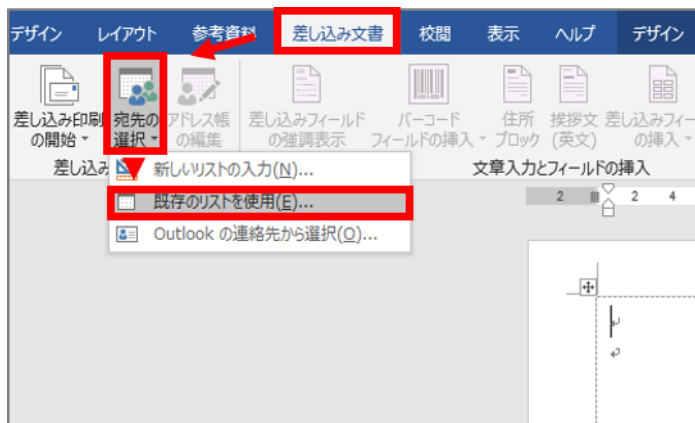 デザイン レイアウト 参考資料 差し込み文書 校閲 表示 ヘルプ デザイン
差し込み印刷 宛先の アドレス帳 差し込みフィールド バーコード 住所 挨拶文 差し込みフィー
の開始 選択 の編集 の強調表示 フィールドの挿入 ブロック (英文) の挿入
差し込み 文章入力とフィールドの挿入
新しいリストの入力(N)...
既存のリストを使用(E)...
Outlook の連絡先から選択(O)...
2 2 4